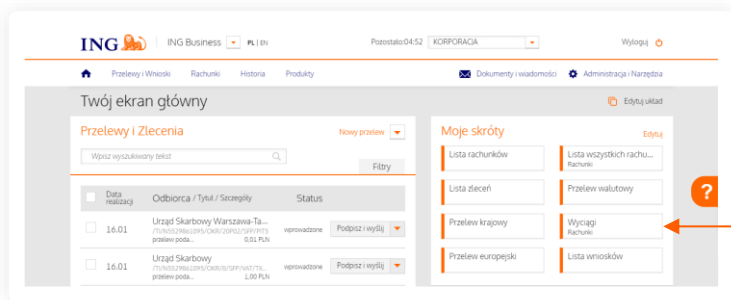 ING ING Business PL | EN Pozostało:04:52 KORPORACJA Wyloguj
Przelewy i Wnioski Rachunki Historia Produkty Dokumenty i wiadomości Administracja i Narzędzia
Twój ekran główny Edytuj układ
Przelewy i Zlecenia Nowy przelew
Wpisz wyszukiwany tekst
Filtry
Data realizacji Odbiorca / Tytuł / Szczegóły Status
16.01 Urząd Skarbowy Warszawa-Ta...
wprowadzone Podpisz i wyślij
przelew poda... 0,01 PLN
16.01 Urząd Skarbowy
wprowadzone Podpisz i wyślij
przelew poda... 1,00 PLN
Moje skróty Edytuj
Lista rachunków Lista wszystkich rachu...
Rachunki
Lista zleceń Przelew walutowy
Przelew krajowy Wyciągi
Rachunki
Przelew europejski Lista wniosków
?